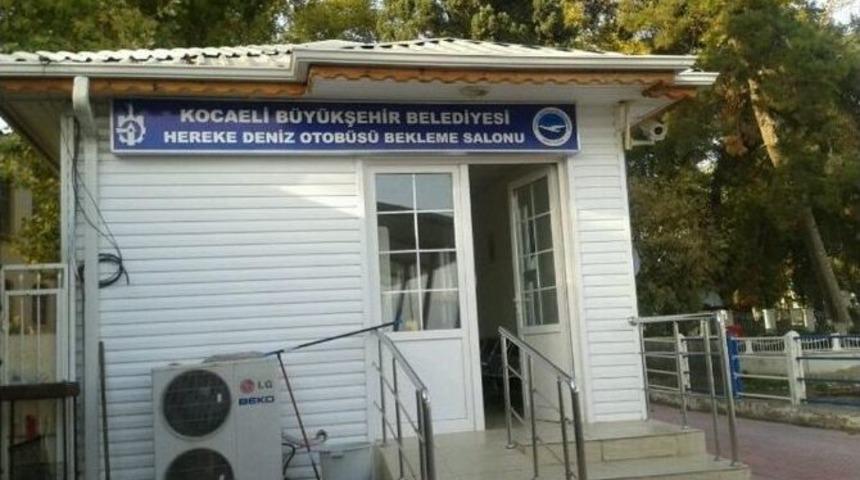 KOCAELİ BÜYÜKŞEHİR BELEDİYESİ
HEREKE DENİZ OTOBÜSÜ BEKLEME SALONU
LG
BEKO